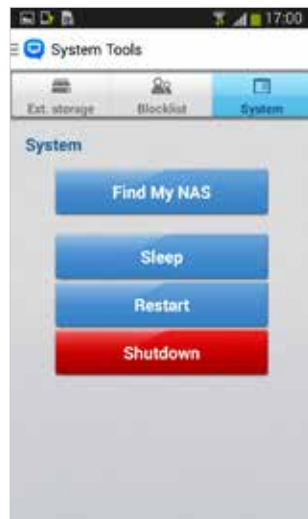 17:00
System Tools
Ext. storage Blocklist System
System
Find My NAS
Sleep
Restart
Shutdown